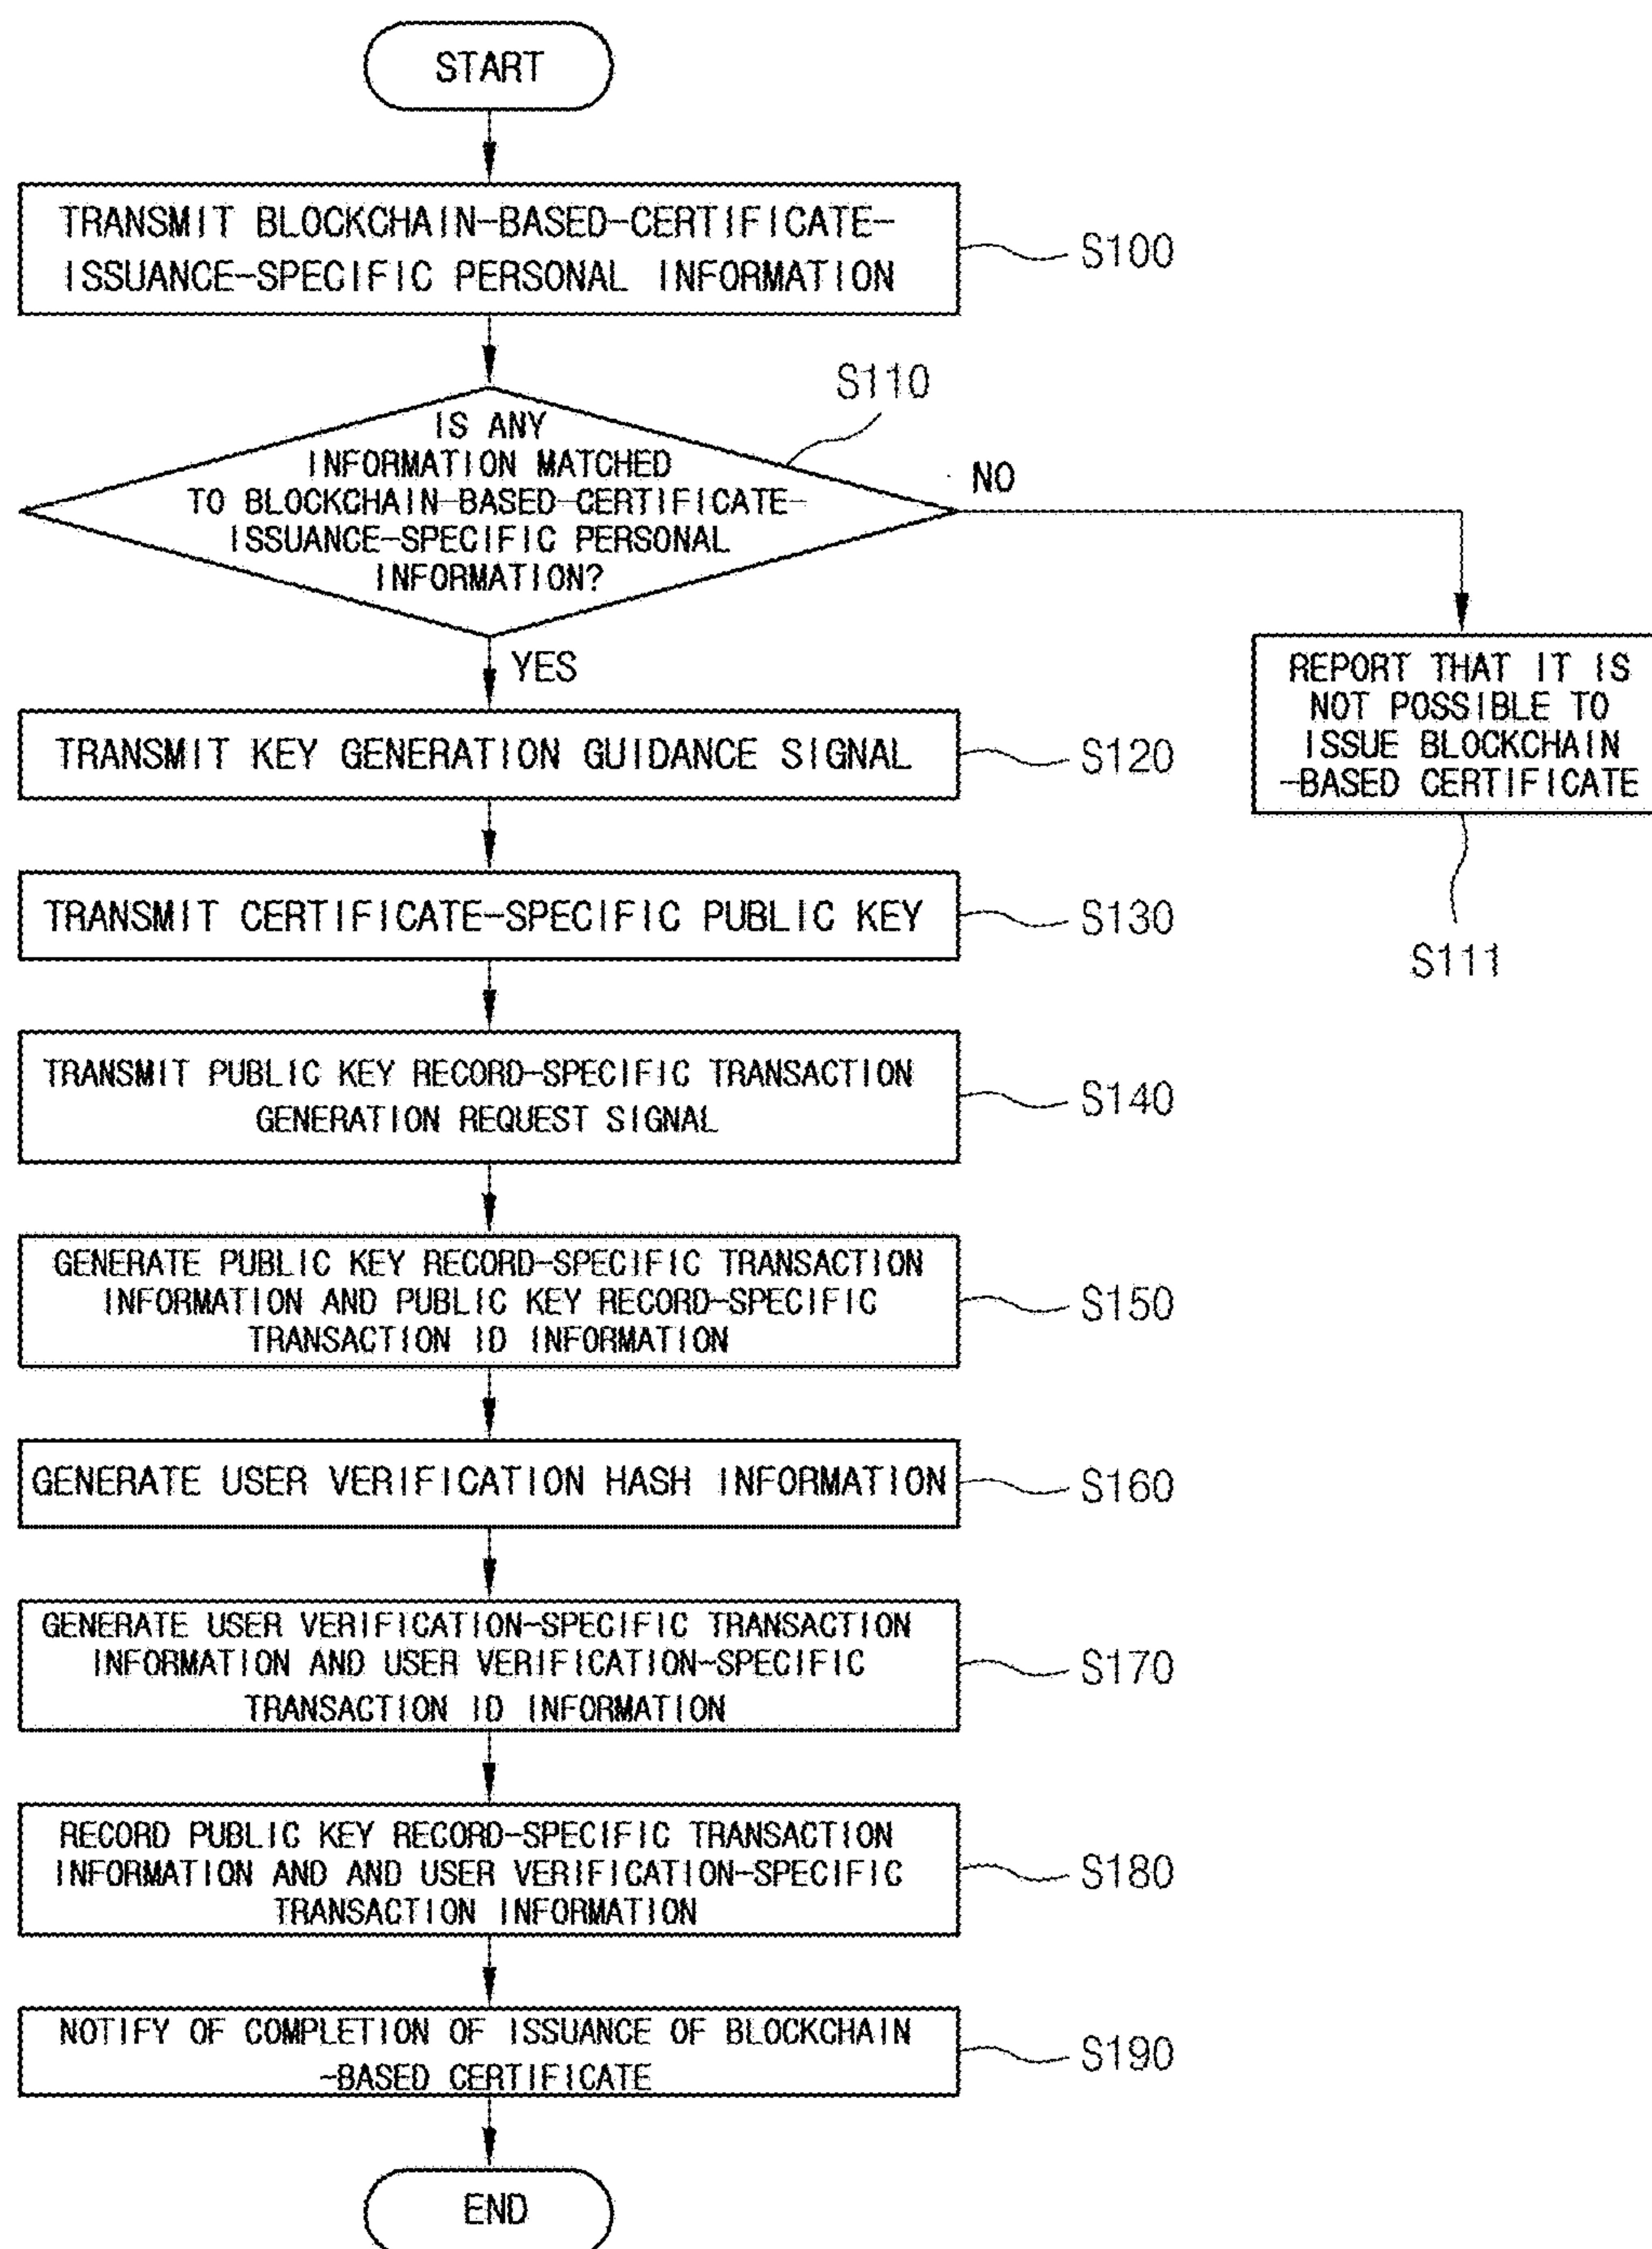 START
TRANSMIT BLOCKCHAIN-BASED-CERTIFICATE-
ISSUANCE-SPECIFIC PERSONAL INFORMATION
S100
S110
IS ANY
INFORMATION MATCHED
TO BLOCKCHAIN-BASED-CERTIFICATE-
ISSUANCE-SPECIFIC PERSONAL
INFORMATION?
NO
YES
REPORT THAT IT IS
NOT POSSIBLE TO
ISSUE BLOCKCHAIN
-BASED CERTIFICATE
S111
TRANSMIT KEY GENERATION GUIDANCE SIGNAL
S120
TRANSMIT CERTIFICATE-SPECIFIC PUBLIC KEY
S130
TRANSMIT PUBLIC KEY RECORD-SPECIFIC TRANSACTION
GENERATION REQUEST SIGNAL
S140
GENERATE PUBLIC KEY RECORD-SPECIFIC TRANSACTION
INFORMATION AND PUBLIC KEY RECORD-SPECIFIC
TRANSACTION ID INFORMATION
S150
GENERATE USER VERIFICATION HASH INFORMATION
S160
GENERATE USER VERIFICATION-SPECIFIC TRANSACTION
INFORMATION AND USER VERIFICATION-SPECIFIC
TRANSACTION ID INFORMATION
S170
RECORD PUBLIC KEY RECORD-SPECIFIC TRANSACTION
INFORMATION AND AND USER VERIFICATION-SPECIFIC
TRANSACTION INFORMATION
S180
NOTIFY OF COMPLETION OF ISSUANCE OF BLOCKCHAIN
-BASED CERTIFICATE
S190
END